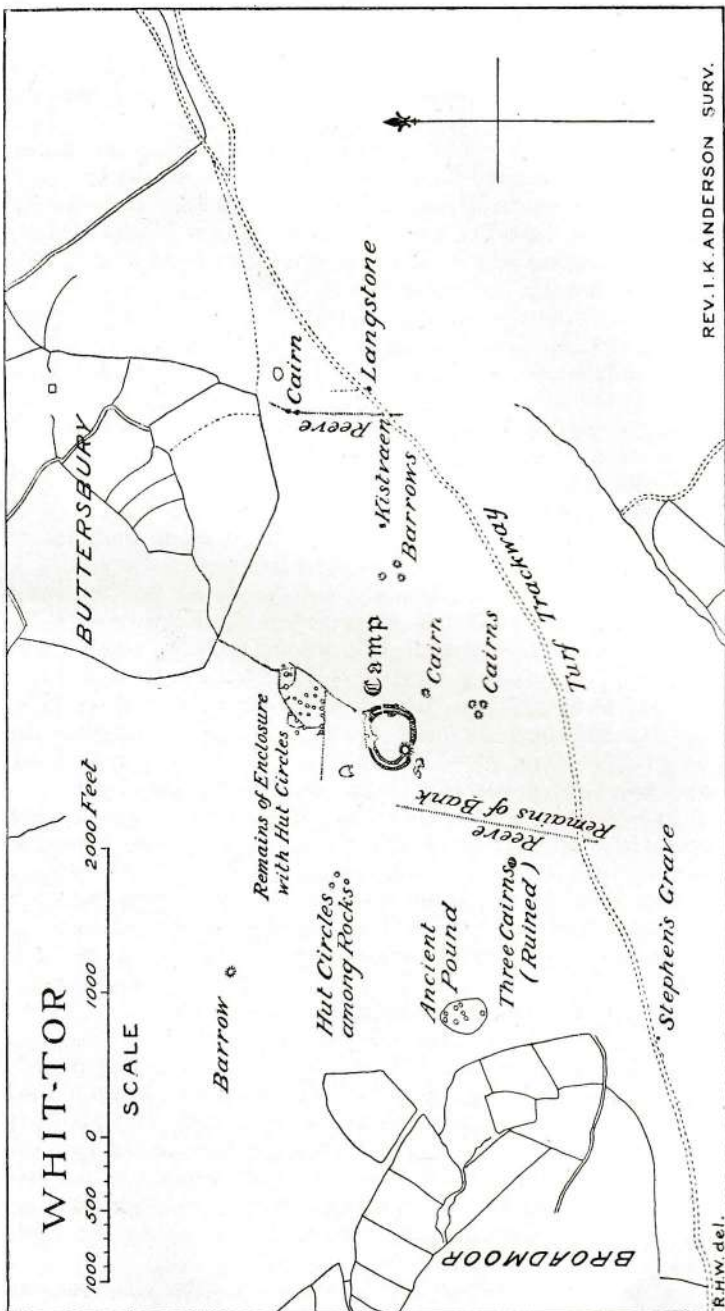 WHIT-TOR
SCALE
1000 500 0 1000 2000 Feet
BUTTERSBURY
Barrow
Remains of Enclosure
with Hut Circles
Hut Circles
among Rocks
Camp
Cairn
Reeve
Langstone
Kistvaen
Barrows
Cairn
Cairns
Ancient
Pound
Three Cairns
(Ruined)
Reeve
Remains of Bank
Turf Trackway
Stephen's Grave
BROADMOOR
R.H.W. del.
REV. I. K. ANDERSON SURV.